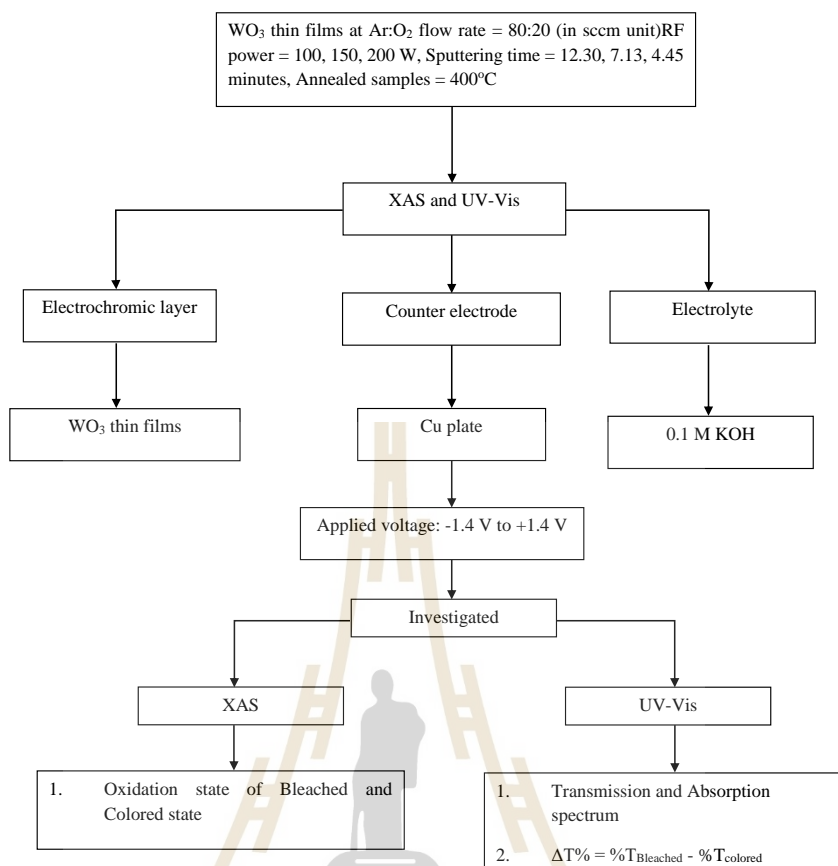 WO₃ thin films at Ar:O₂ flow rate = 80:20 (in sccm unit)RF
power = 100, 150, 200 W, Sputtering time = 12.30, 7.13, 4.45
minutes, Annealed samples = 400°C
XAS and UV-Vis
Electrochromic layer
Counter electrode
Electrolyte
WO₃ thin films
Cu plate
0.1 M KOH
Applied voltage: -1.4 V to +1.4 V
Investigated
XAS
UV-Vis
1. Oxidation state of Bleached and
Colored state
1. Transmission and Absorption
spectrum
2. ΔT% = %T_Bleached - %T_colored